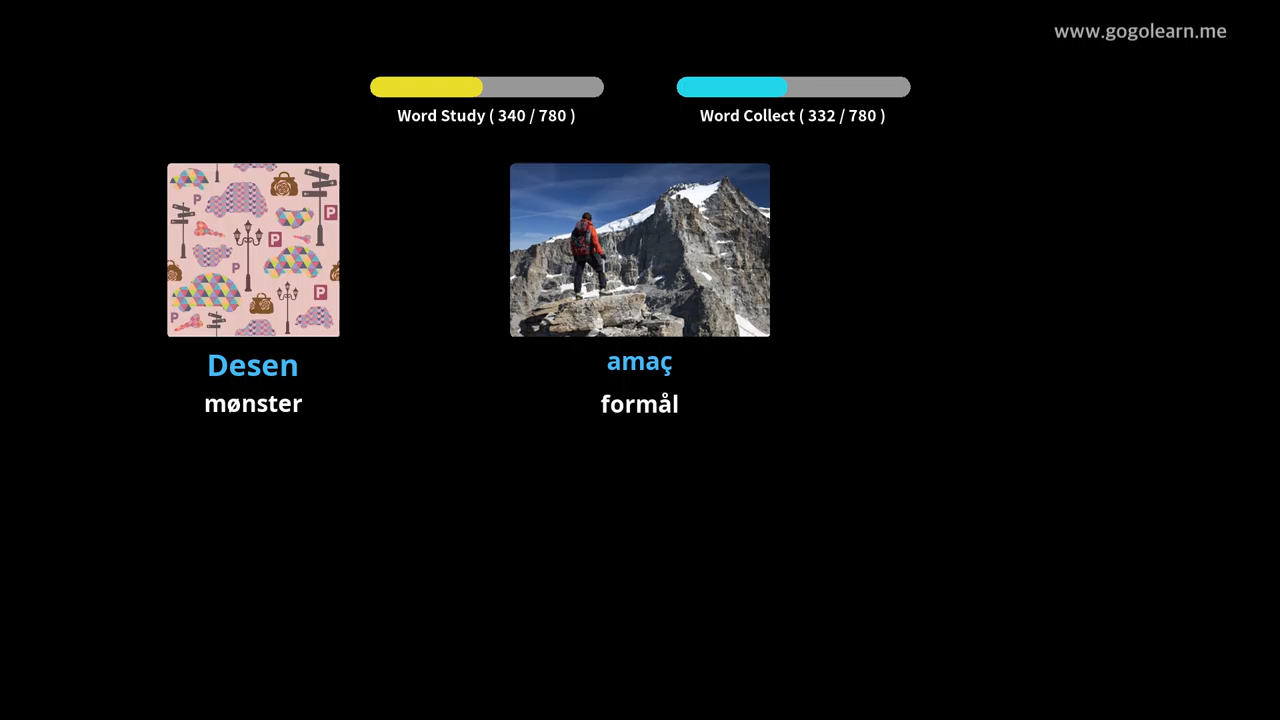 www.gogolearn.me
Word Study ( 340 / 780 )
Word Collect ( 332 / 780 )
P
P
P
P
P
P
Desen
mønster
amaç
formål